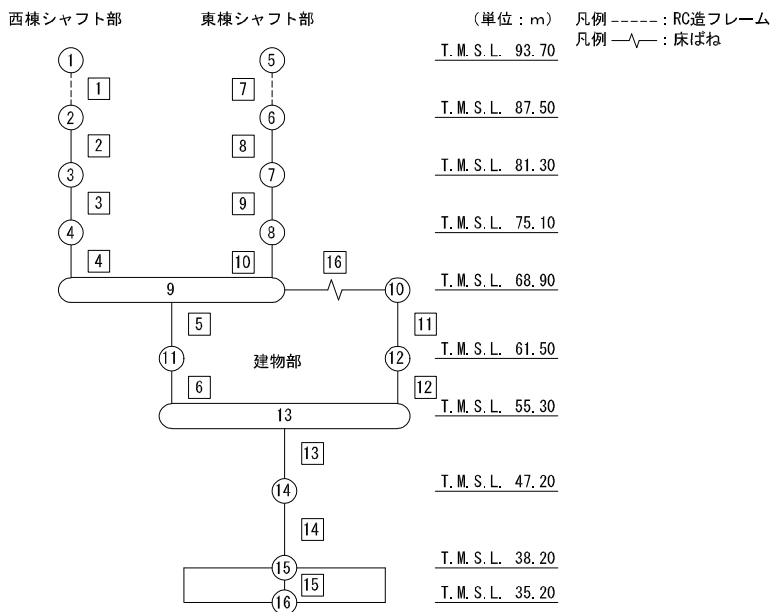 西棟シャフト部 東棟シャフト部 (単位:m) 凡例 -----:RC造フレーム
凡例 :床ばね
1 5 T.M.S.L. 93.70
1 7
2 6 T.M.S.L. 87.50
2 8
3 7 T.M.S.L. 81.30
3 9
4 8 T.M.S.L. 75.10
4 10 16
9 10 T.M.S.L. 68.90
5 11
11 建物部 12 T.M.S.L. 61.50
6 12
13 T.M.S.L. 55.30
13
14 T.M.S.L. 47.20
14
15 T.M.S.L. 38.20
15
16 T.M.S.L. 35.20